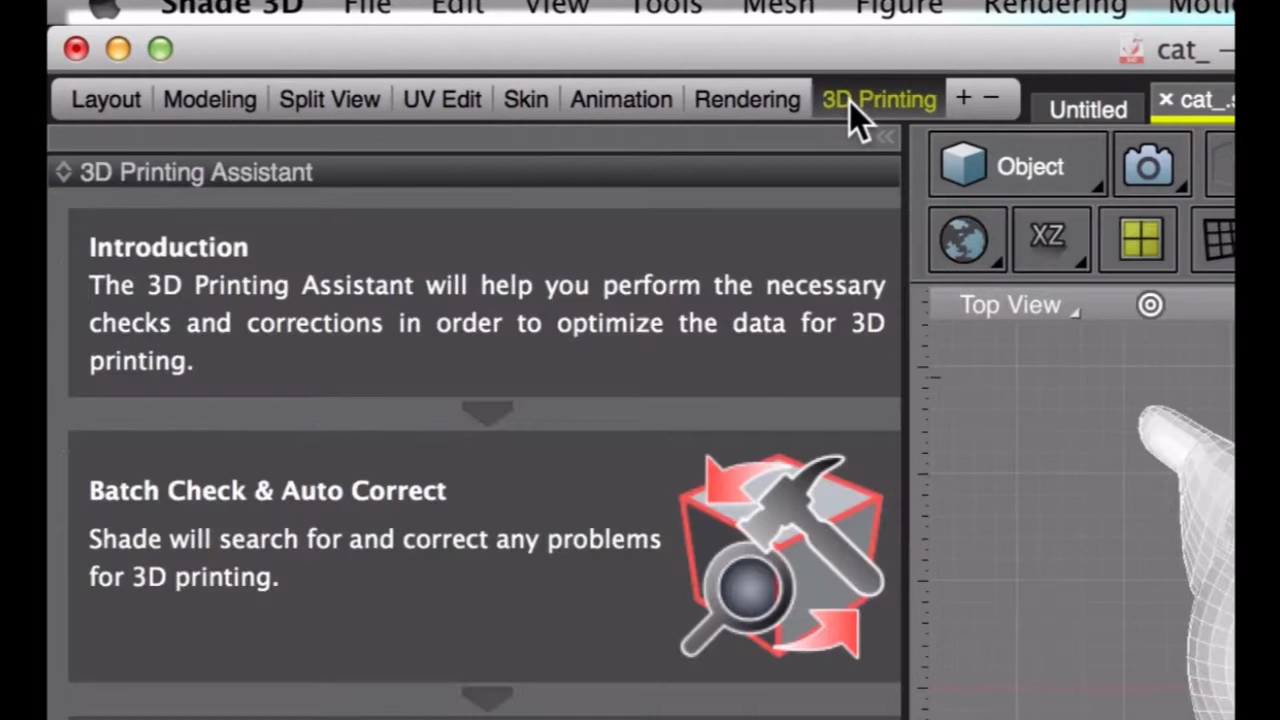 Shade 3D File Edit View Tools Mesh Figure Rendering Motion
cat_ —
Layout Modeling Split View UV Edit Skin Animation Rendering 3D Printing + − Untitled × cat_.s
3D Printing Assistant
Object
XZ
Top View
Introduction
The 3D Printing Assistant will help you perform the necessary
checks and corrections in order to optimize the data for 3D
printing.
Batch Check & Auto Correct
Shade will search for and correct any problems
for 3D printing.